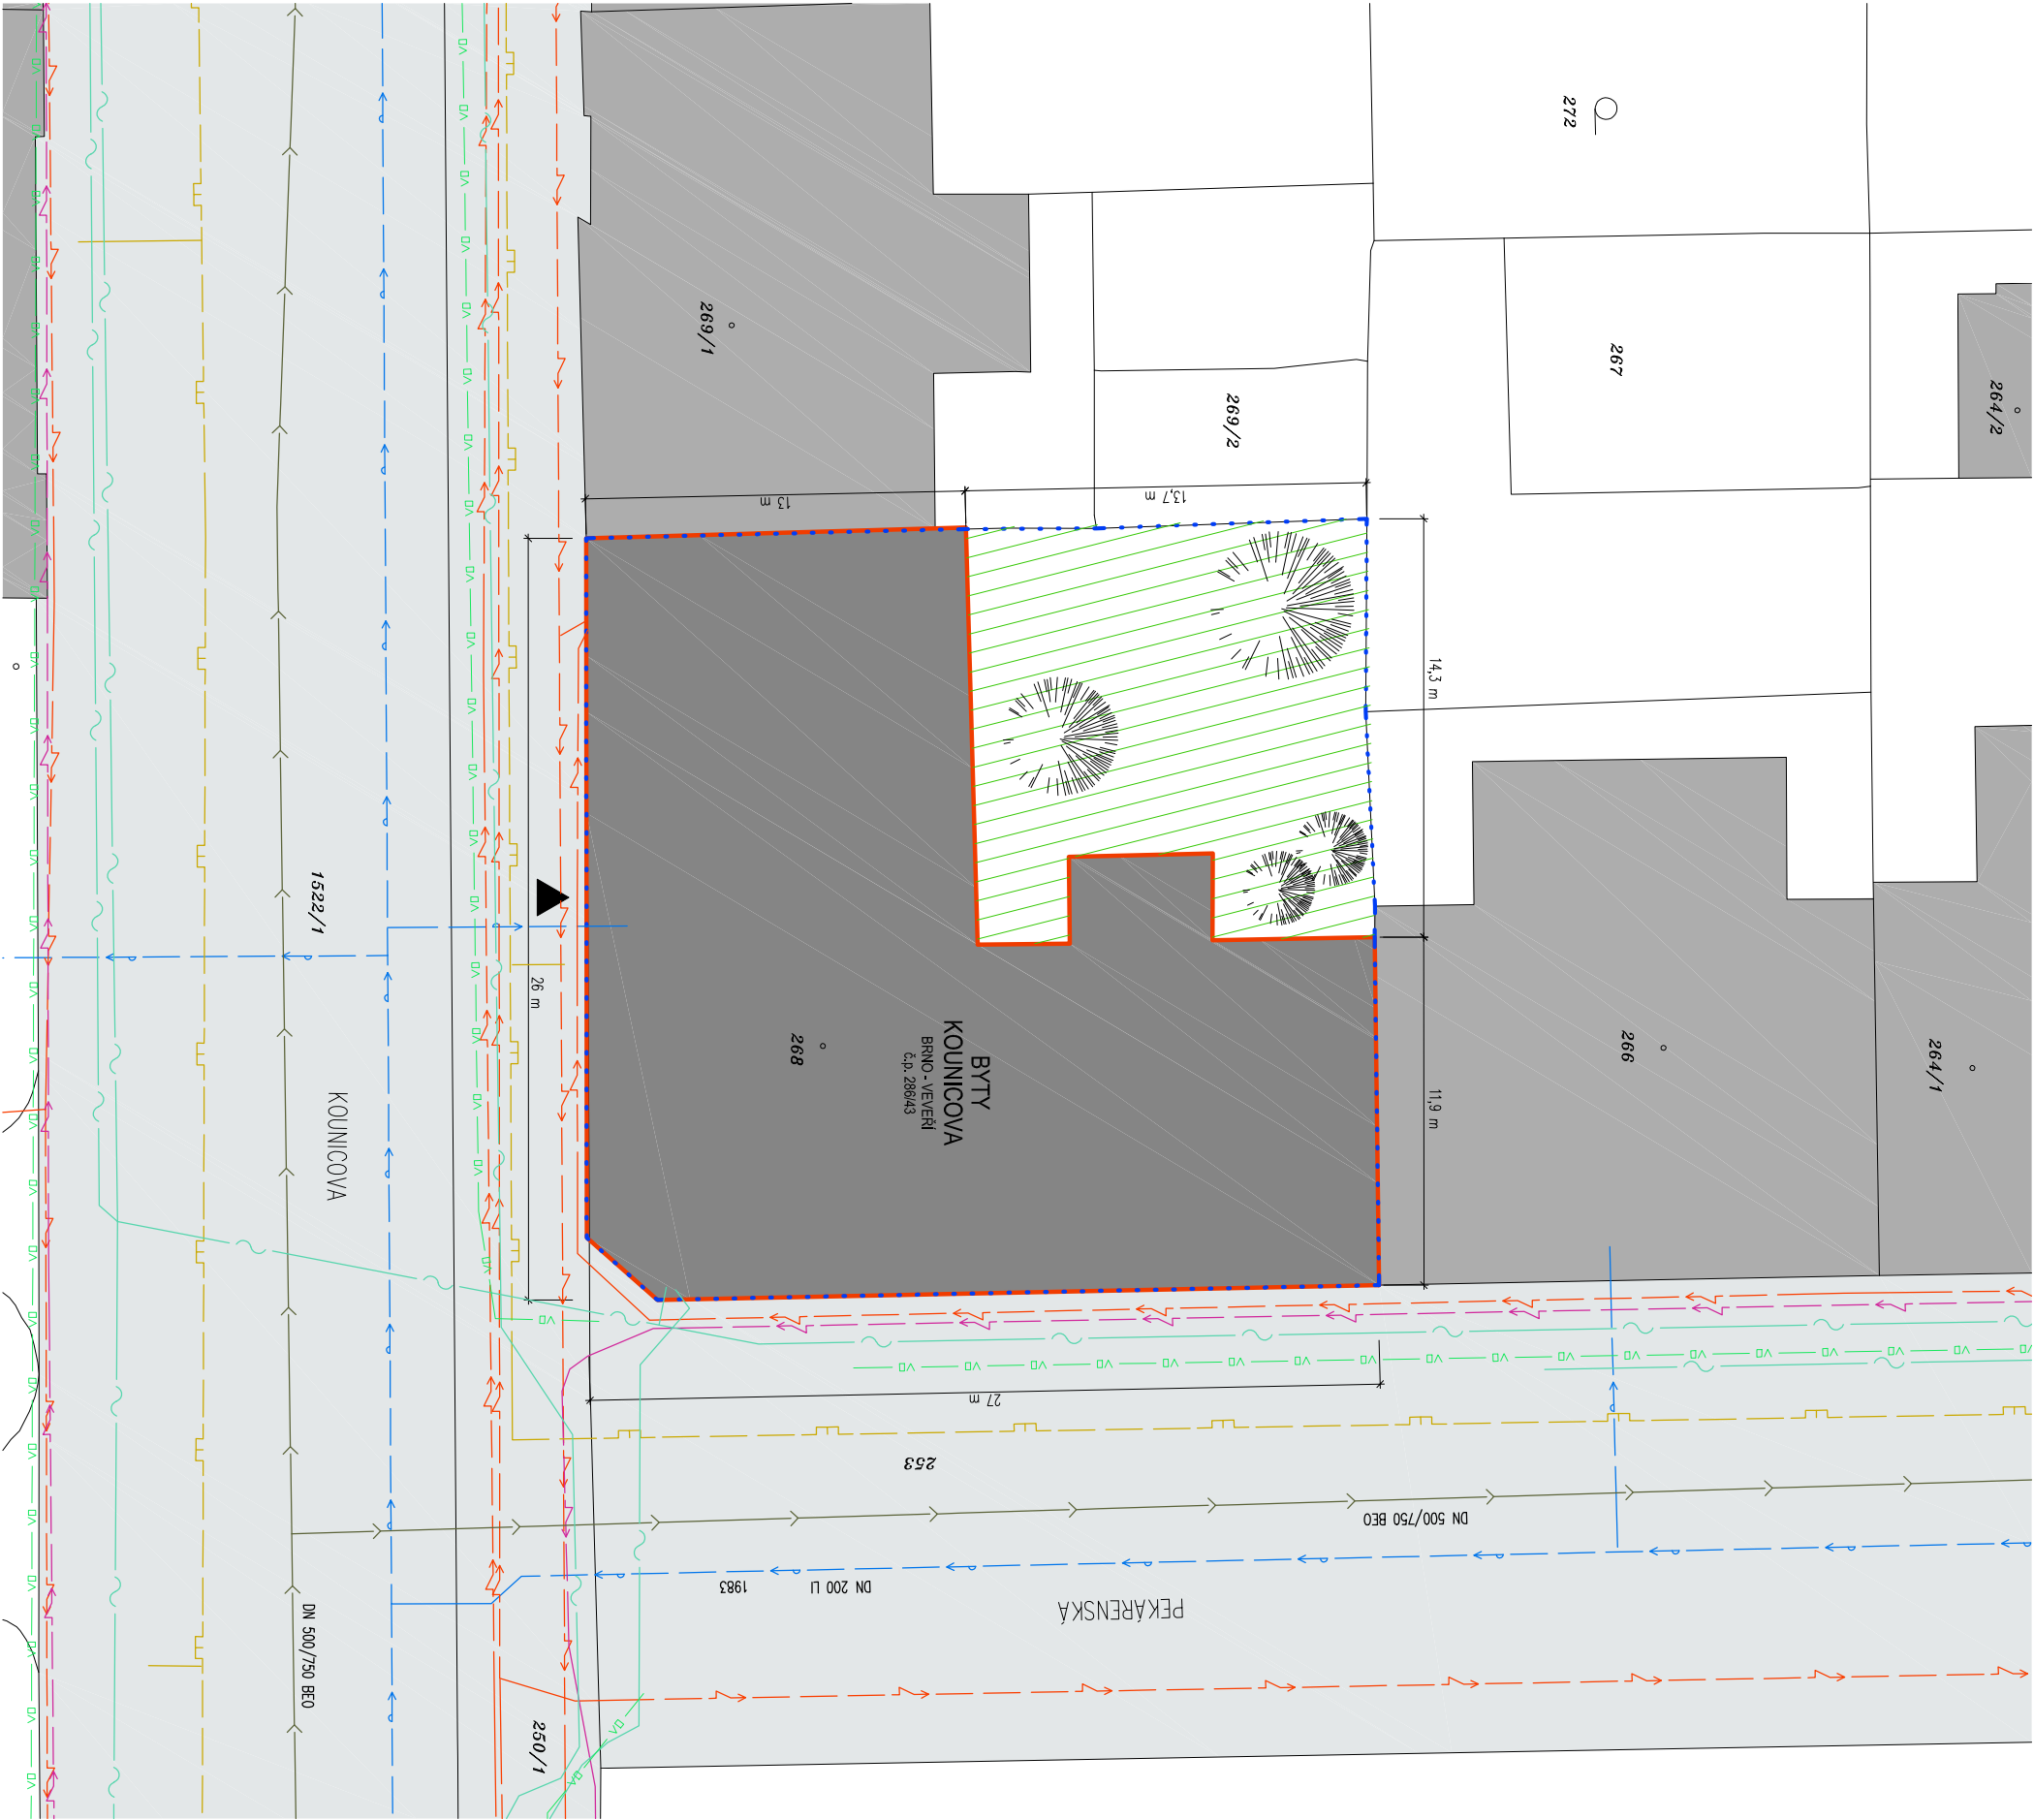 272
267
264/2
269/1
269/2
13 m
13,7 m
14,3 m
1522/1
26 m
BYTY
KOUNICOVA
BRNO - VEVEŘÍ
č.p. 286/43
268
266
264/1
11,9 m
KOUNICOVA
27 m
253
DN 500/750 BEO
DN 200 LI
1983
PEKÁRENSKÁ
DN 500/750 BEO
250/1